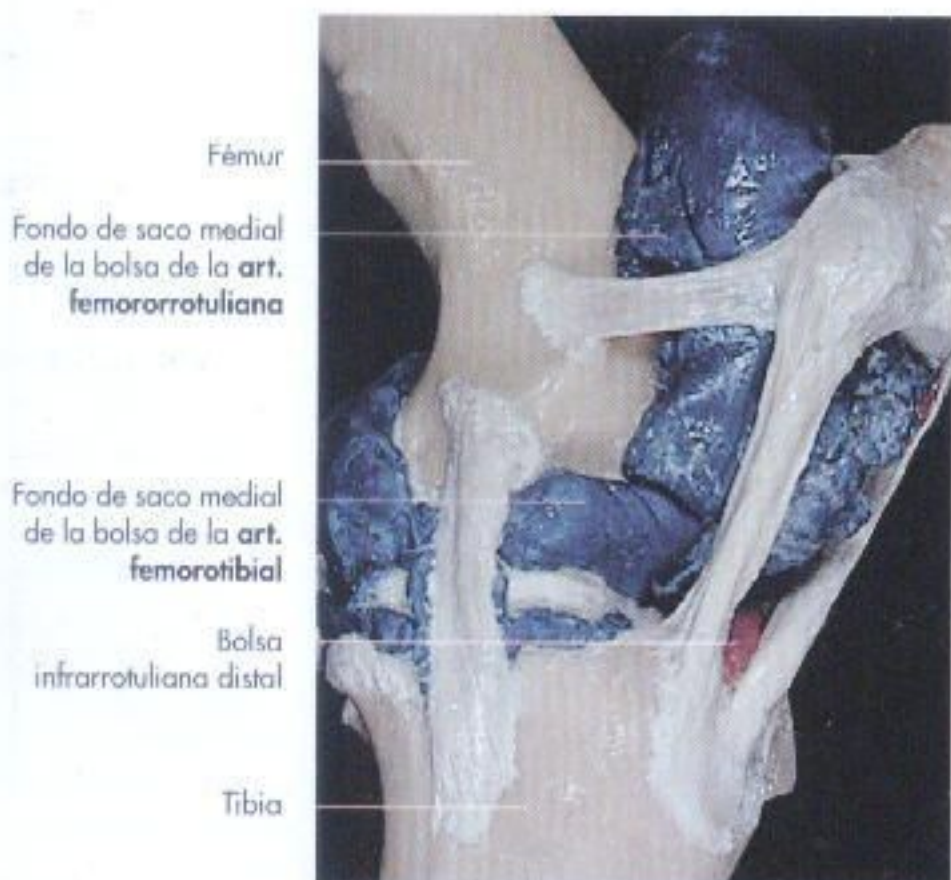 Fémur
Fondo de saco medial
de la bolsa de la art.
femororrotuliana
Fondo de saco medial
de la bolsa de la art.
femorotibial
Bolsa
infrarrotuliana distal
Tibia